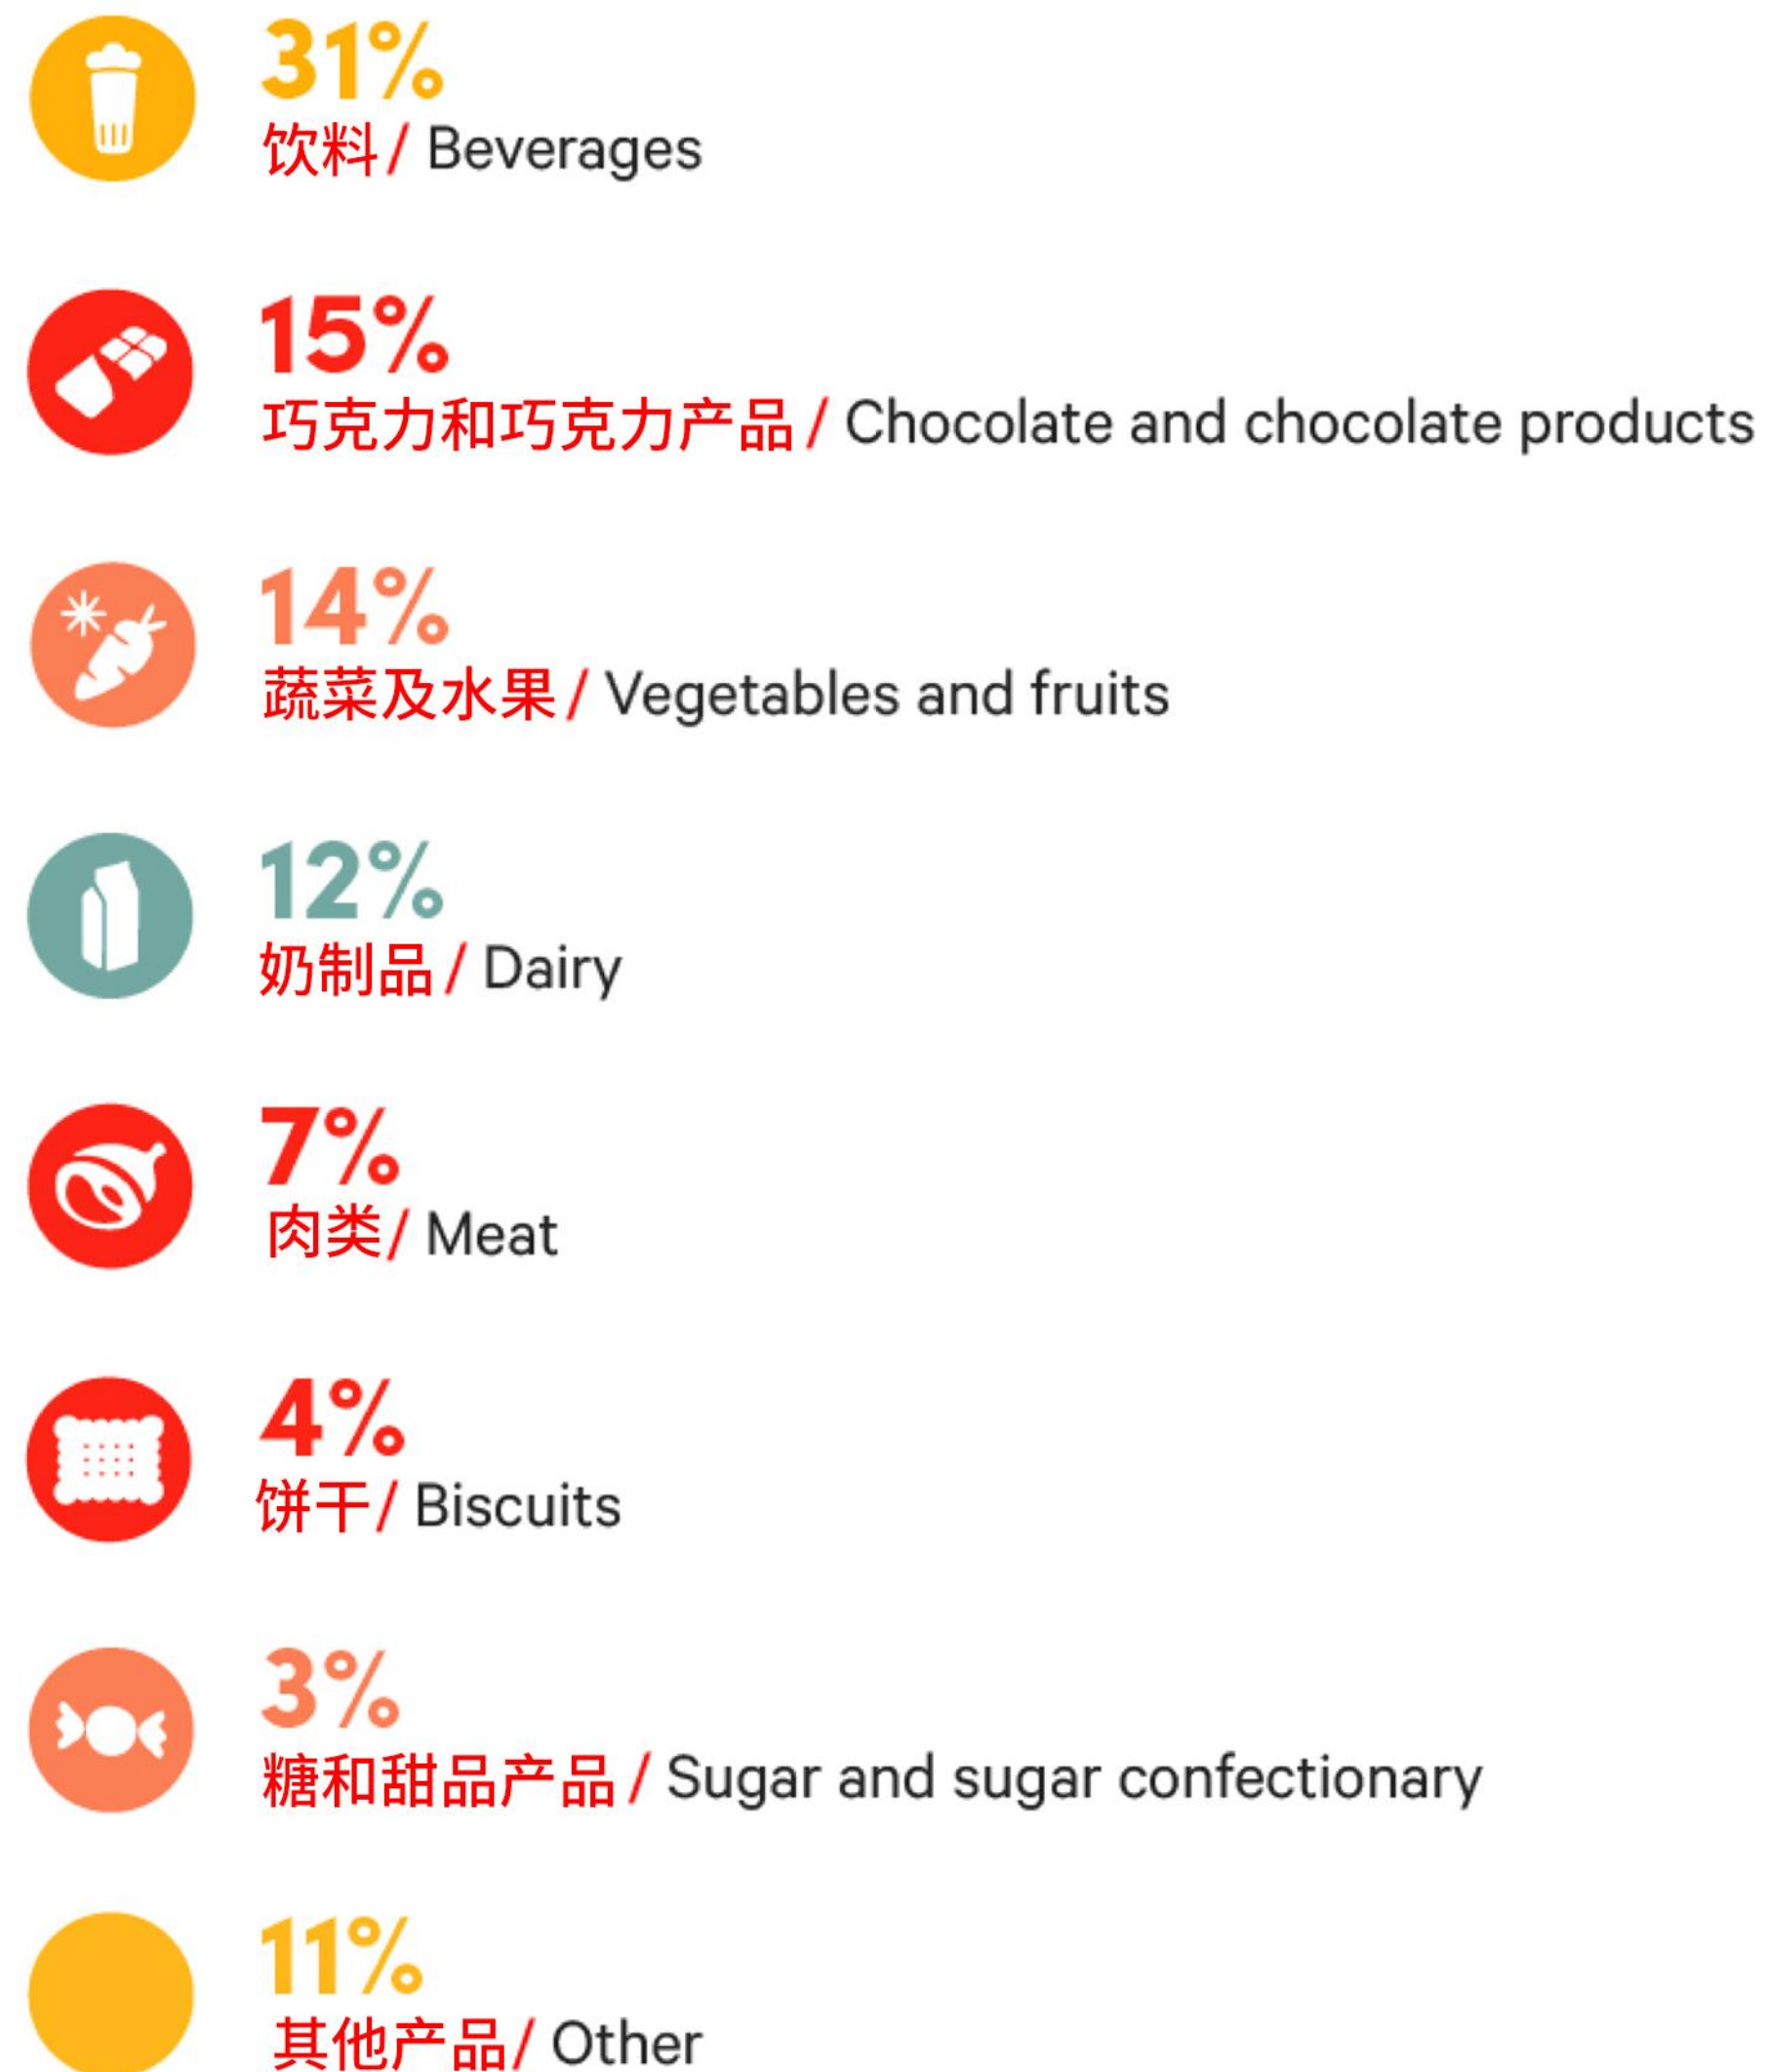 31%
饮料/ Beverages
15%
巧克力和巧克力产品/ Chocolate and chocolate products
14%
蔬菜及水果/ Vegetables and fruits
12%
奶制品/ Dairy
7%
肉类/ Meat
4%
饼干/ Biscuits
3%
糖和甜品产品/ Sugar and sugar confectionary
11%
其他产品/ Other